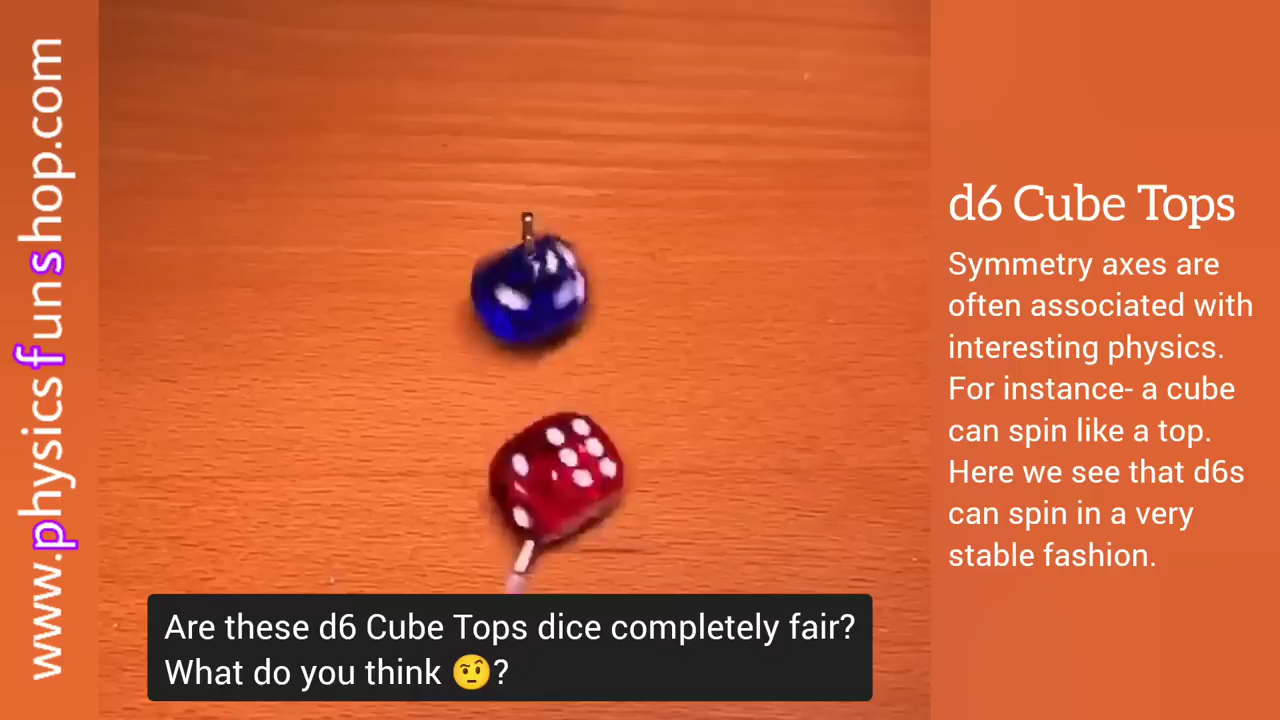 www.physicsfunshop.com
d6 Cube Tops
Symmetry axes are
often associated with
interesting physics.
For instance- a cube
can spin like a top.
Here we see that d6s
can spin in a very
stable fashion.
Are these d6 Cube Tops dice completely fair?
What do you think 🤨?